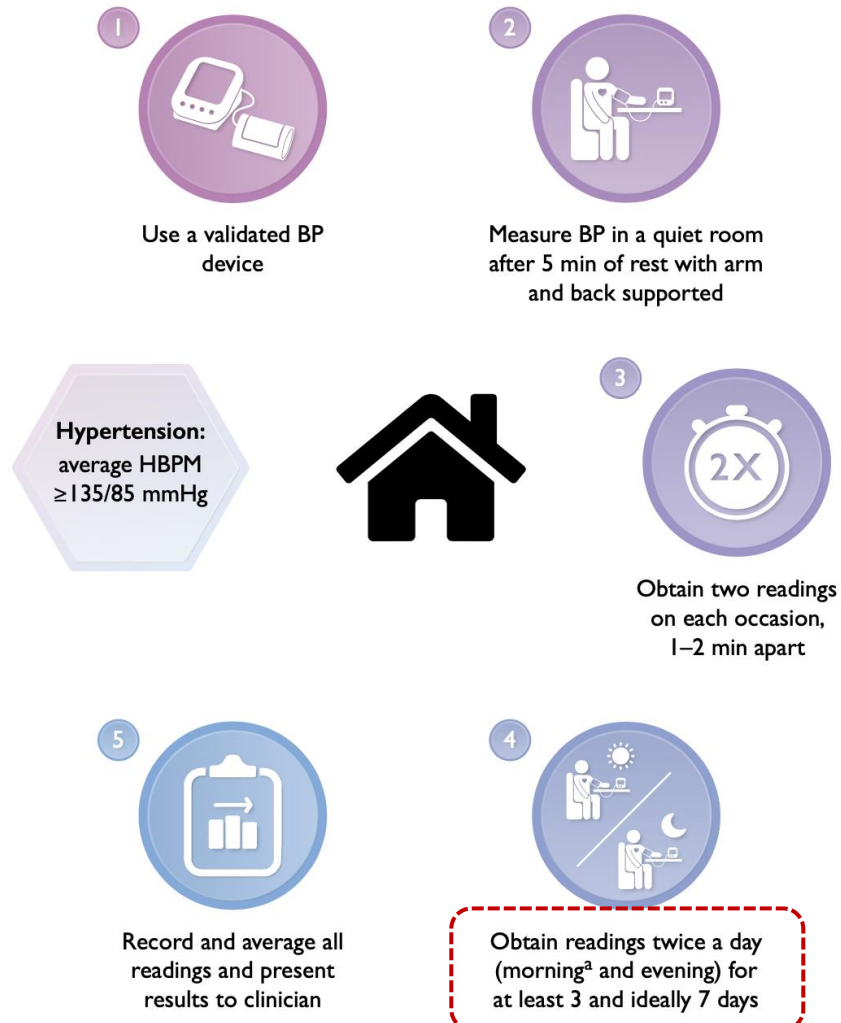 1
Use a validated BP
device
2
Measure BP in a quiet room
after 5 min of rest with arm
and back supported
3
2X
Obtain two readings
on each occasion,
1–2 min apart
4
Obtain readings twice a day
(morningᵃ and evening) for
at least 3 and ideally 7 days
5
Record and average all
readings and present
results to clinician
Hypertension:
average HBPM
≥135/85 mmHg